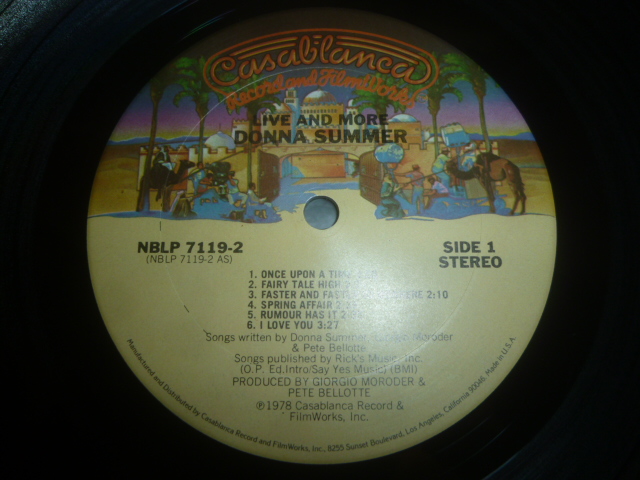 Casablanca
Record and FilmWorks
LIVE AND MORE
DONNA SUMMER
NBLP 7119-2
(NBLP 7119-2 AS)
SIDE 1
STEREO
1. ONCE UPON A TIME
2. FAIRY TALE HIGH
3. FASTER AND FASTER 2:10
4. SPRING AFFAIR
5. RUMOUR HAS IT
6. I LOVE YOU 3:27
Songs written by Donna Summer, Giorgio Moroder
& Pete Bellotte
Songs published by Rick's Music, Inc.
(O.P. Ed.Intro/Say Yes Music) (BMI)
PRODUCED BY GIORGIO MORODER &
PETE BELLOTTE
℗1978 Casablanca Record &
FilmWorks, Inc.
Manufactured and Distributed by Casablanca Record and FilmWorks, Inc., 8255 Sunset Boulevard, Los Angeles, California 90046. Made in U.S.A.